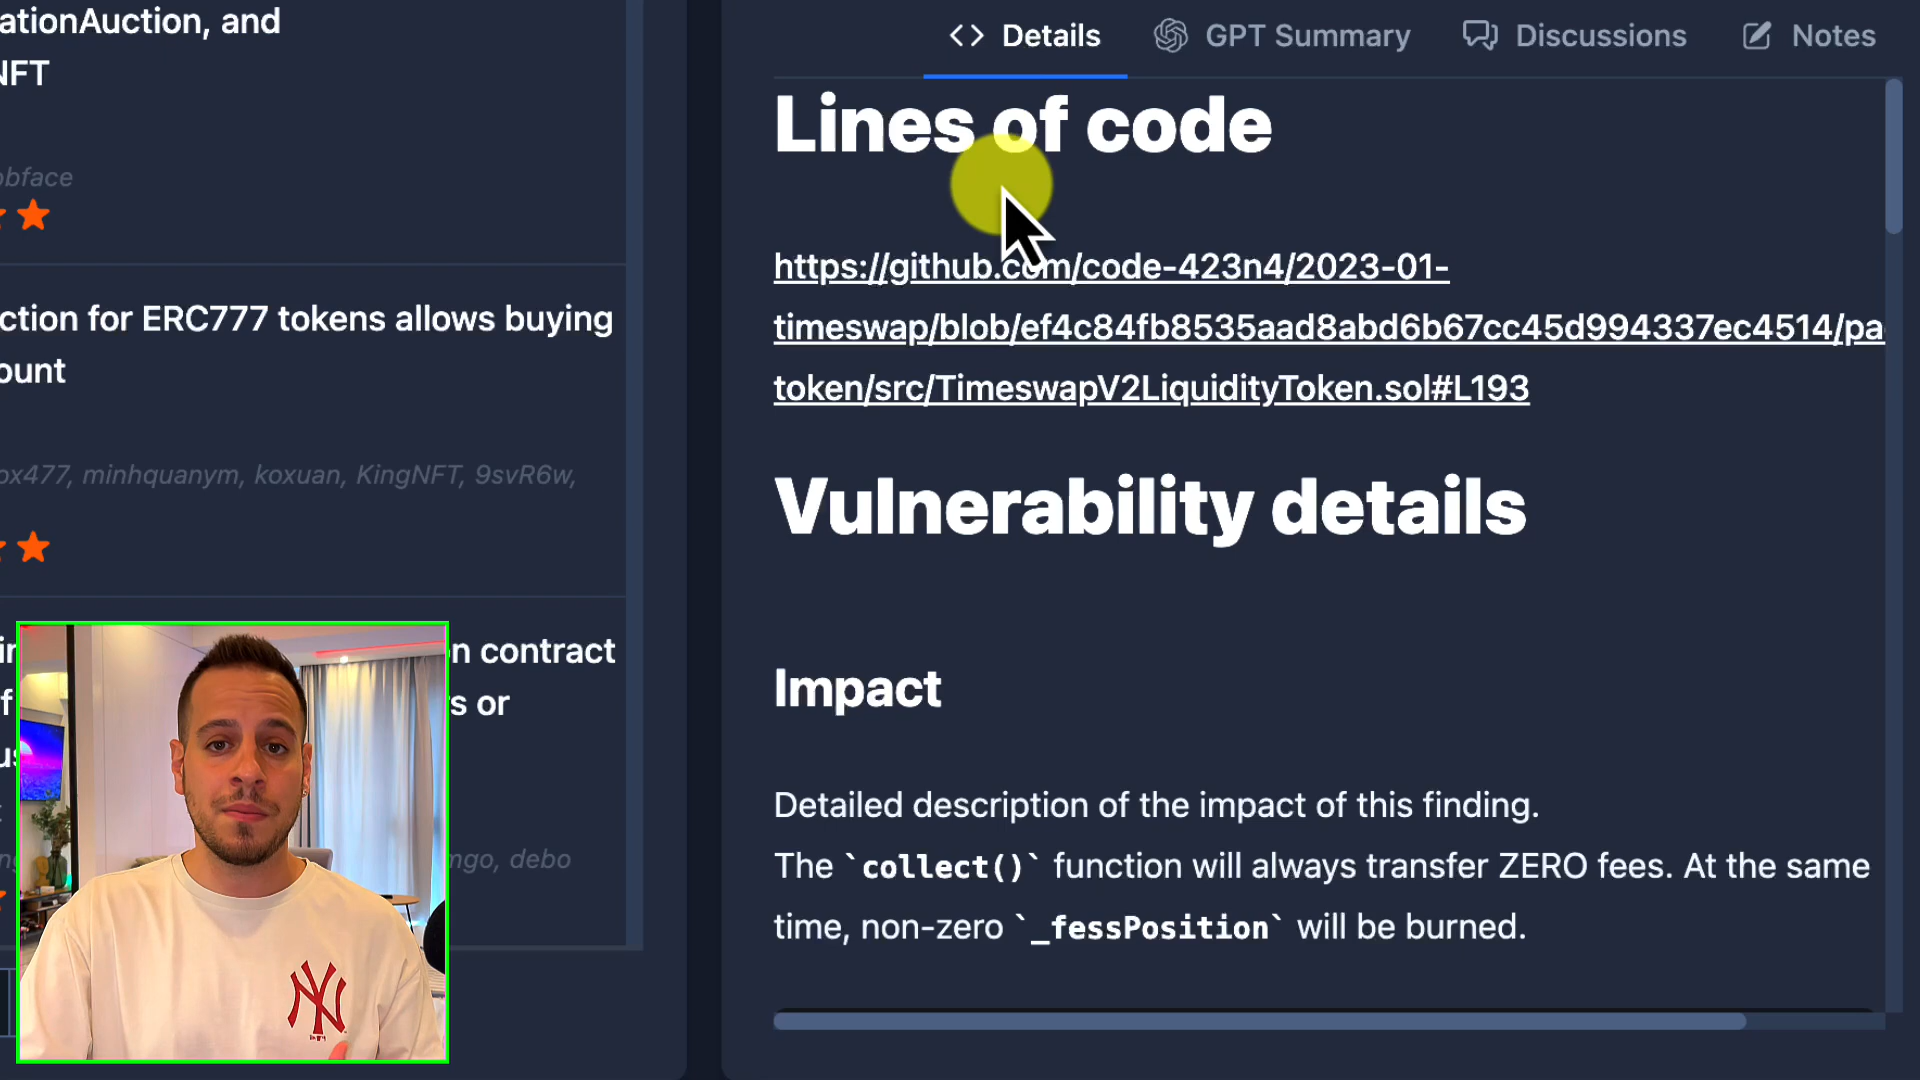 ationAuction, and
NFT
obface
ction for ERC777 tokens allows buying
ount
ox477, minhquanym, koxuan, KingNFT, 9svR6w,
n contract
s or
ngo, debo
Details
GPT Summary
Discussions
Notes
Lines of code
https://github.com/code-423n4/2023-01-
timeswap/blob/ef4c84fb8535aad8abd6b67cc45d994337ec4514/pa
token/src/TimeswapV2LiquidityToken.sol#L193
Vulnerability details
Impact
Detailed description of the impact of this finding.
The `collect()` function will always transfer ZERO fees. At the same
time, non-zero `_fessPosition` will be burned.
NY